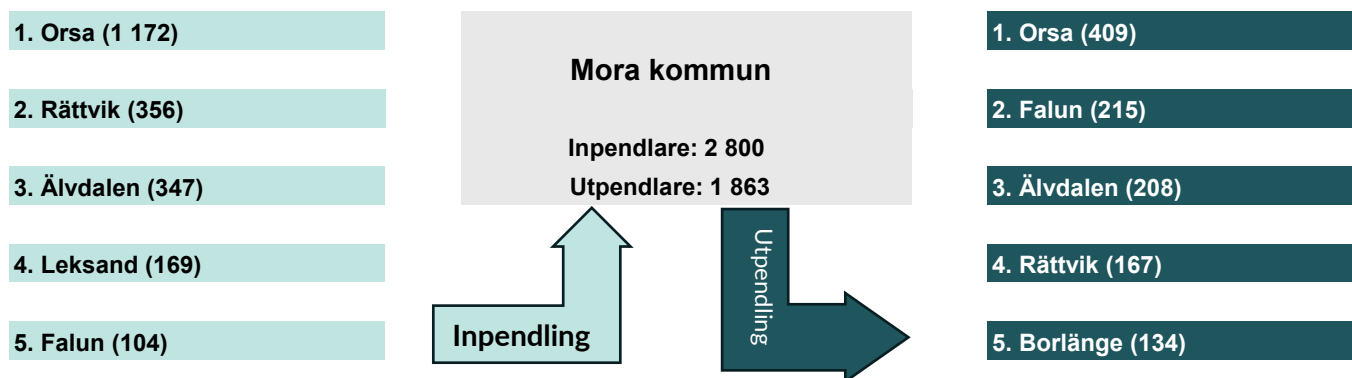 1. Orsa (1 172)
2. Rättvik (356)
3. Älvdalen (347)
4. Leksand (169)
5. Falun (104)
Mora kommun
Inpendlare: 2 800
Utpendlare: 1 863
Inpendling
Utpendling
1. Orsa (409)
2. Falun (215)
3. Älvdalen (208)
4. Rättvik (167)
5. Borlänge (134)